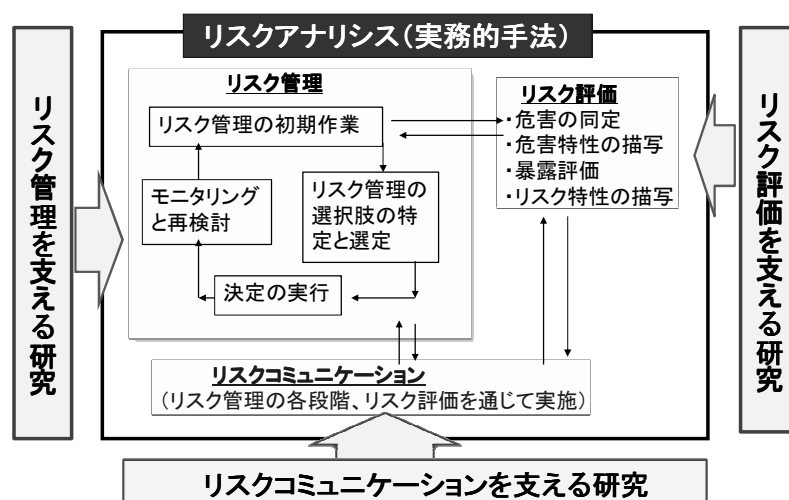 リスクアナリシス（実務的手法）
リスク管理
リスク管理の初期作業
モニタリング
と再検討
リスク管理の
選択肢の特
定と選定
決定の実行
リスク評価
・危害の同定
・危害特性の描写
・暴露評価
・リスク特性の描写
リスクコミュニケーション
（リスク管理の各段階、リスク評価を通じて実施）
リスク管理を支える研究
リスク評価を支える研究
リスクコミュニケーションを支える研究